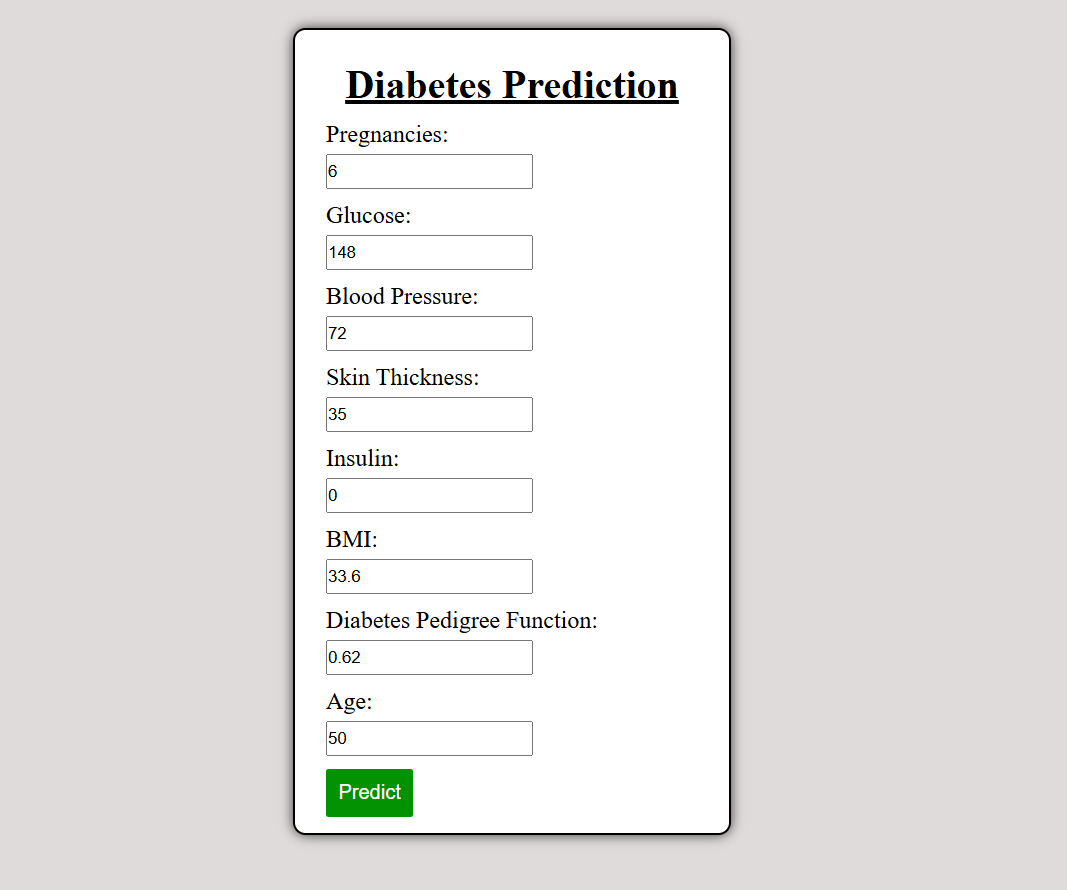 Diabetes Prediction
Pregnancies:
6
Glucose:
148
Blood Pressure:
72
Skin Thickness:
35
Insulin:
0
BMI:
33.6
Diabetes Pedigree Function:
0.62
Age:
50
Predict